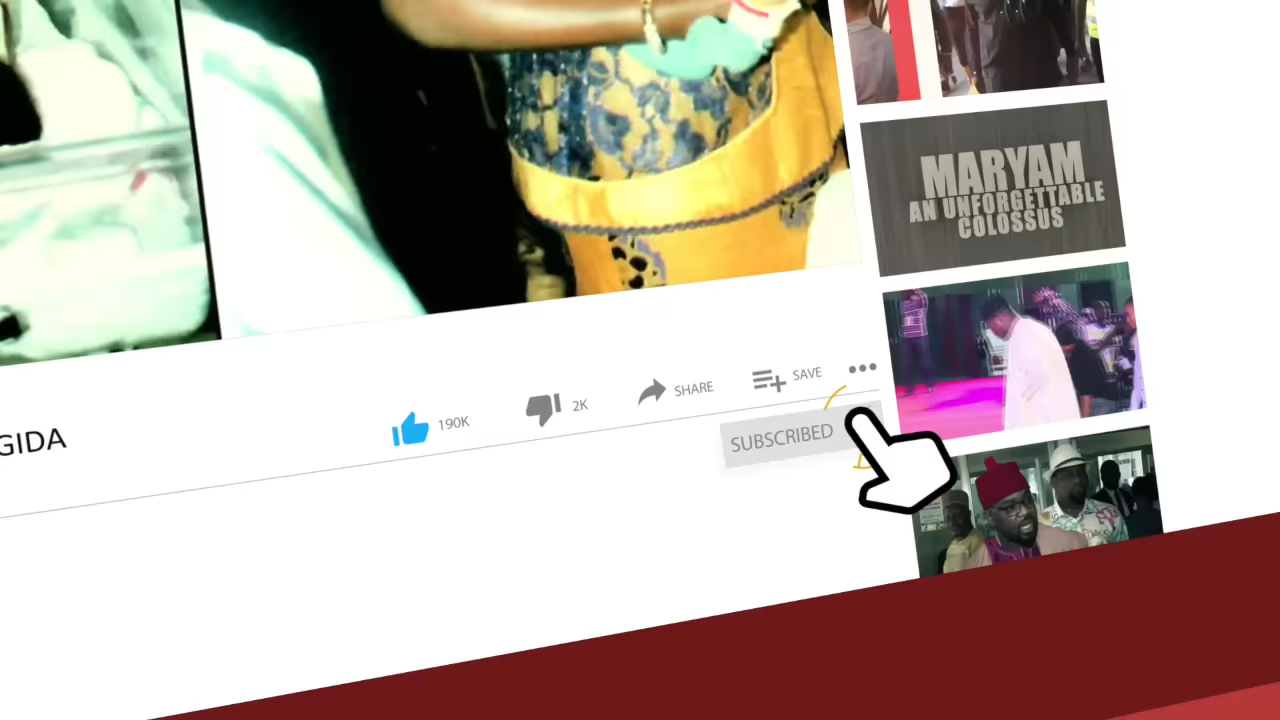 MARYAM
AN UNFORGETTABLE
COLOSSUS
190K
2K
SHARE
SAVE
SUBSCRIBED
GIDA